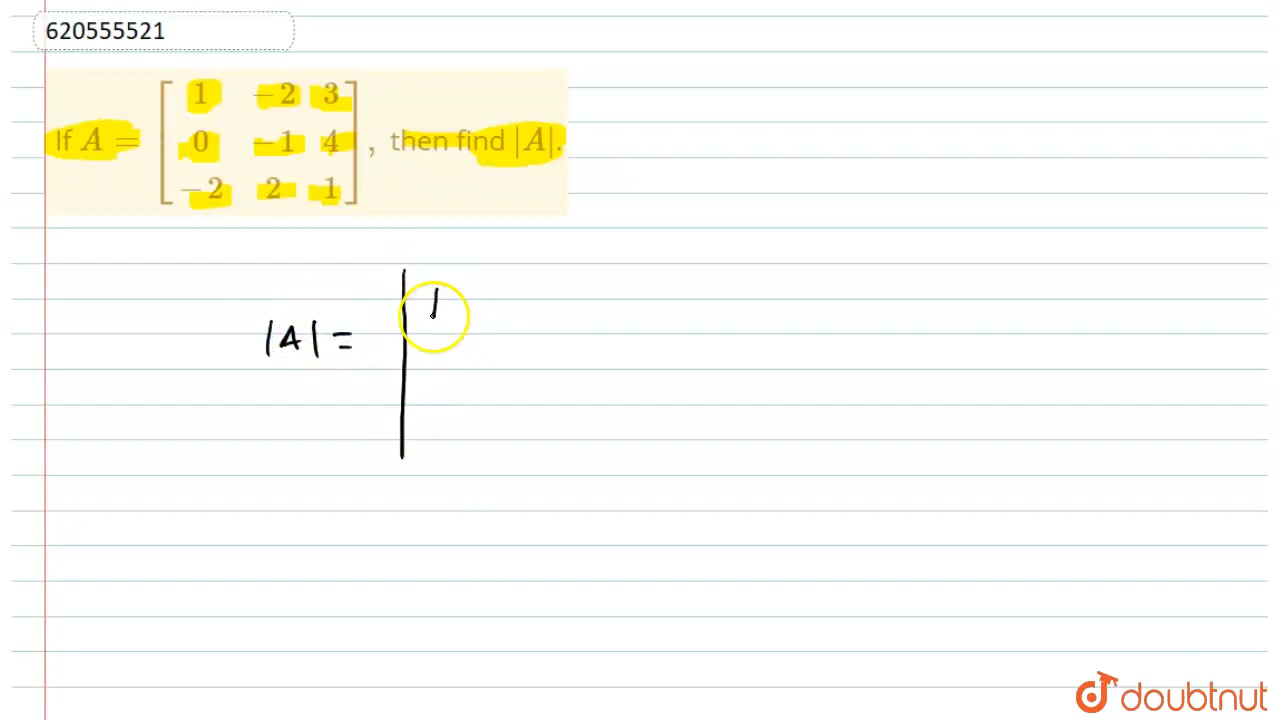 620555521
If A = [1 −2 3
0 −1 4
−2 2 1], then find |A|.
|A| = | 1
doubtnut